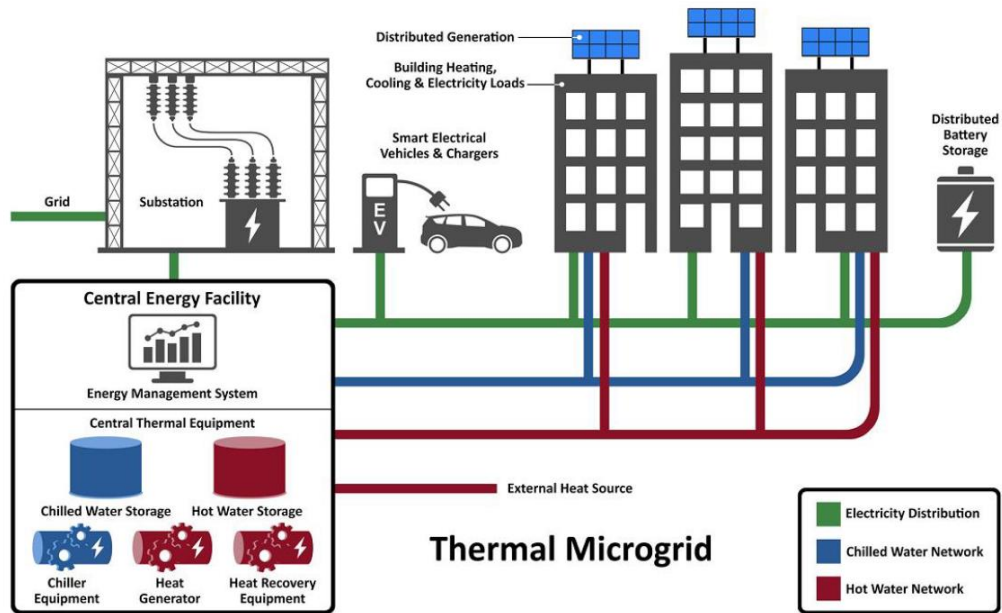 Distributed Generation
Building Heating,
Cooling & Electricity Loads
Smart Electrical
Vehicles & Chargers
Distributed
Battery
Storage
Grid
Substation
EV
Central Energy Facility
Energy Management System
Central Thermal Equipment
Chilled Water Storage
Hot Water Storage
Chiller
Equipment
Heat
Generator
Heat Recovery
Equipment
External Heat Source
Thermal Microgrid
Electricity Distribution
Chilled Water Network
Hot Water Network